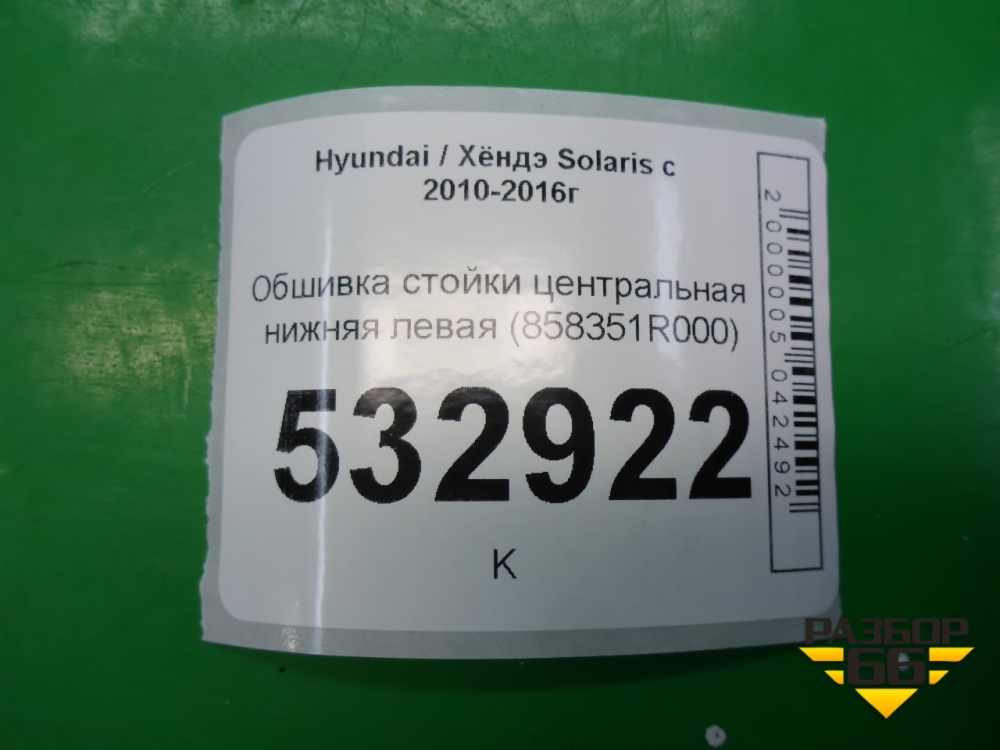 Hyundai / Хёндэ Solaris с
2010-2016г
Обшивка стойки центральная
нижняя левая (858351R000)
532922
К
2000005042492
РАЗБОР
66